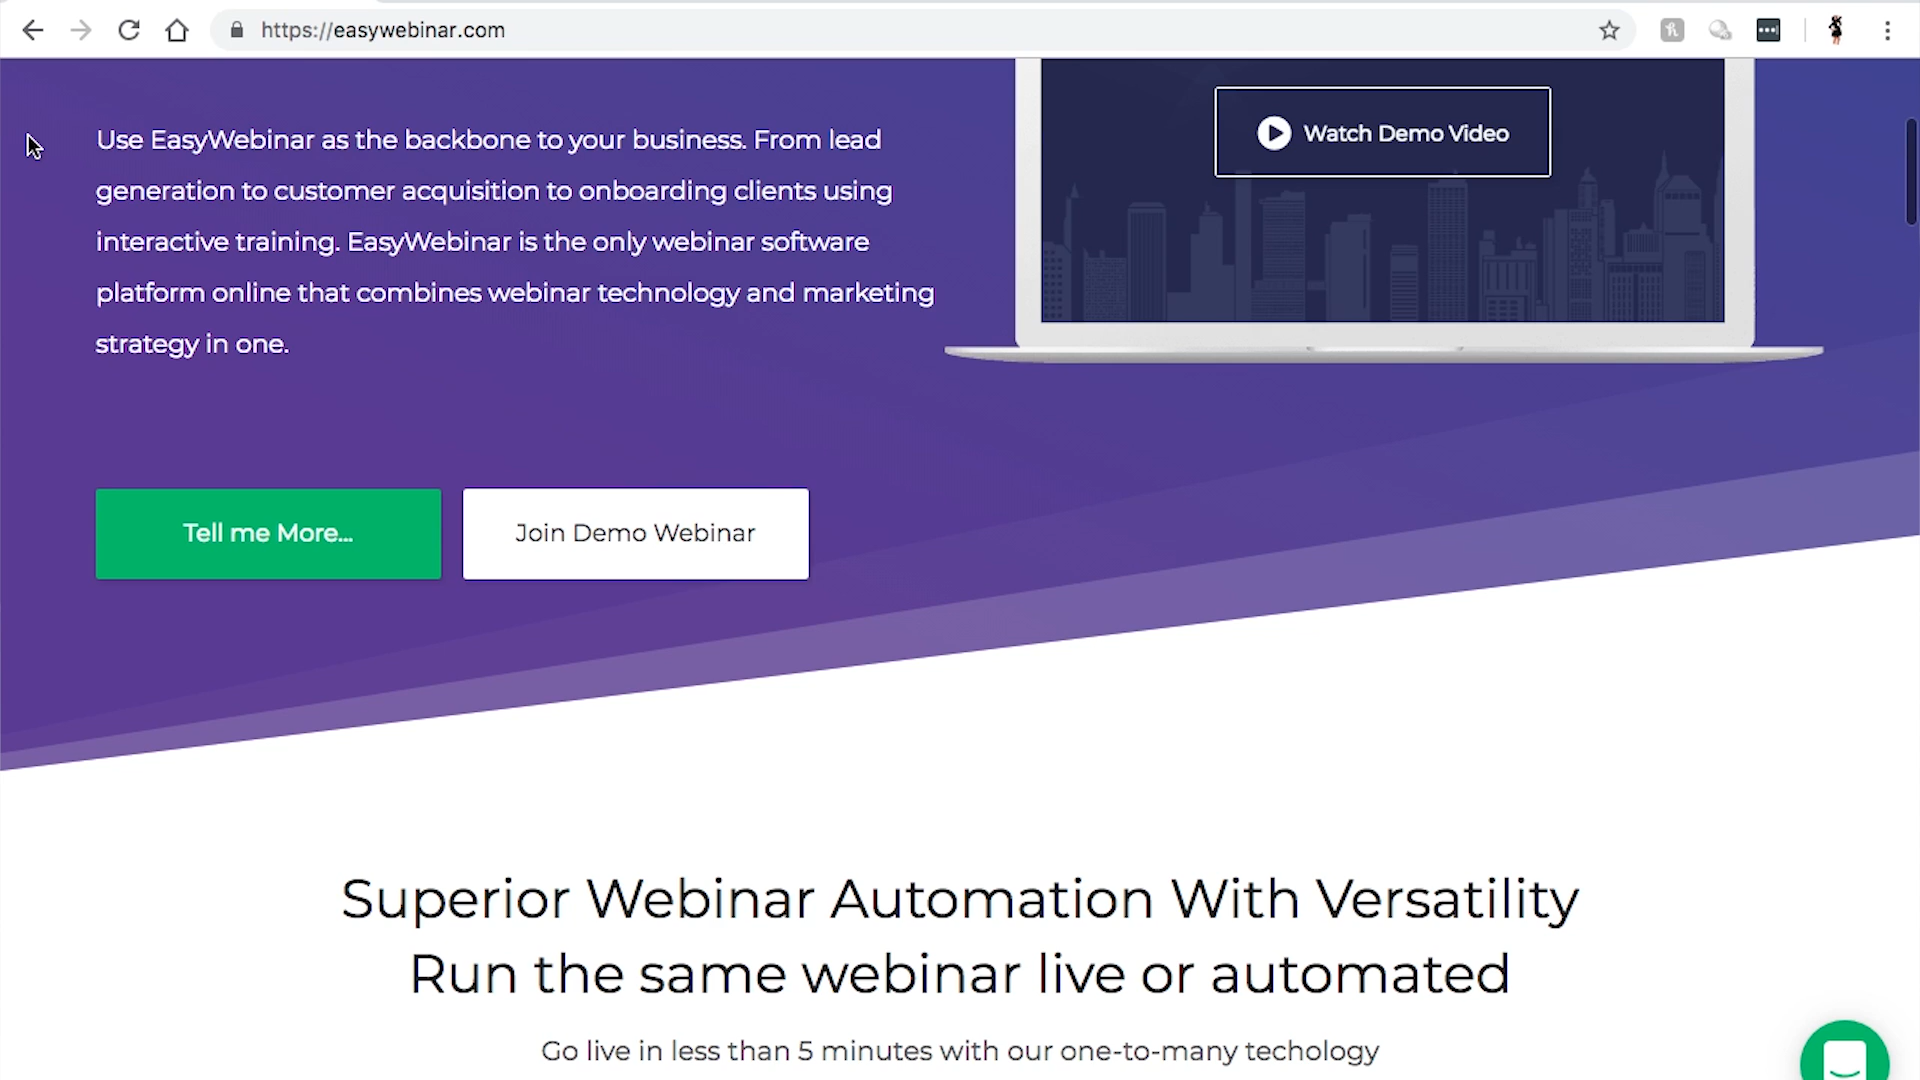 https://easywebinar.com
Use EasyWebinar as the backbone to your business. From lead
generation to customer acquisition to onboarding clients using
interactive training. EasyWebinar is the only webinar software
platform online that combines webinar technology and marketing
strategy in one.
Watch Demo Video
Tell me More...
Join Demo Webinar
Superior Webinar Automation With Versatility
Run the same webinar live or automated
Go live in less than 5 minutes with our one-to-many techology